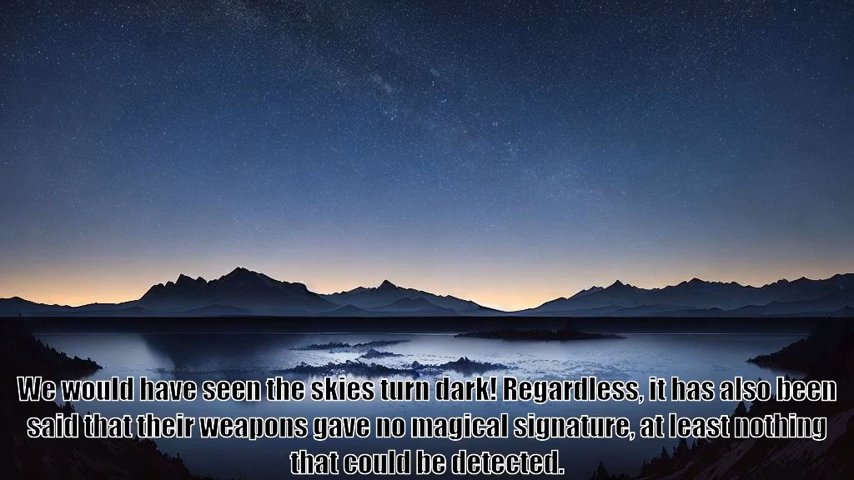 We would have seen the skies turn dark! Regardless, it has also been
said that their weapons gave no magical signature, at least nothing
that could be detected.